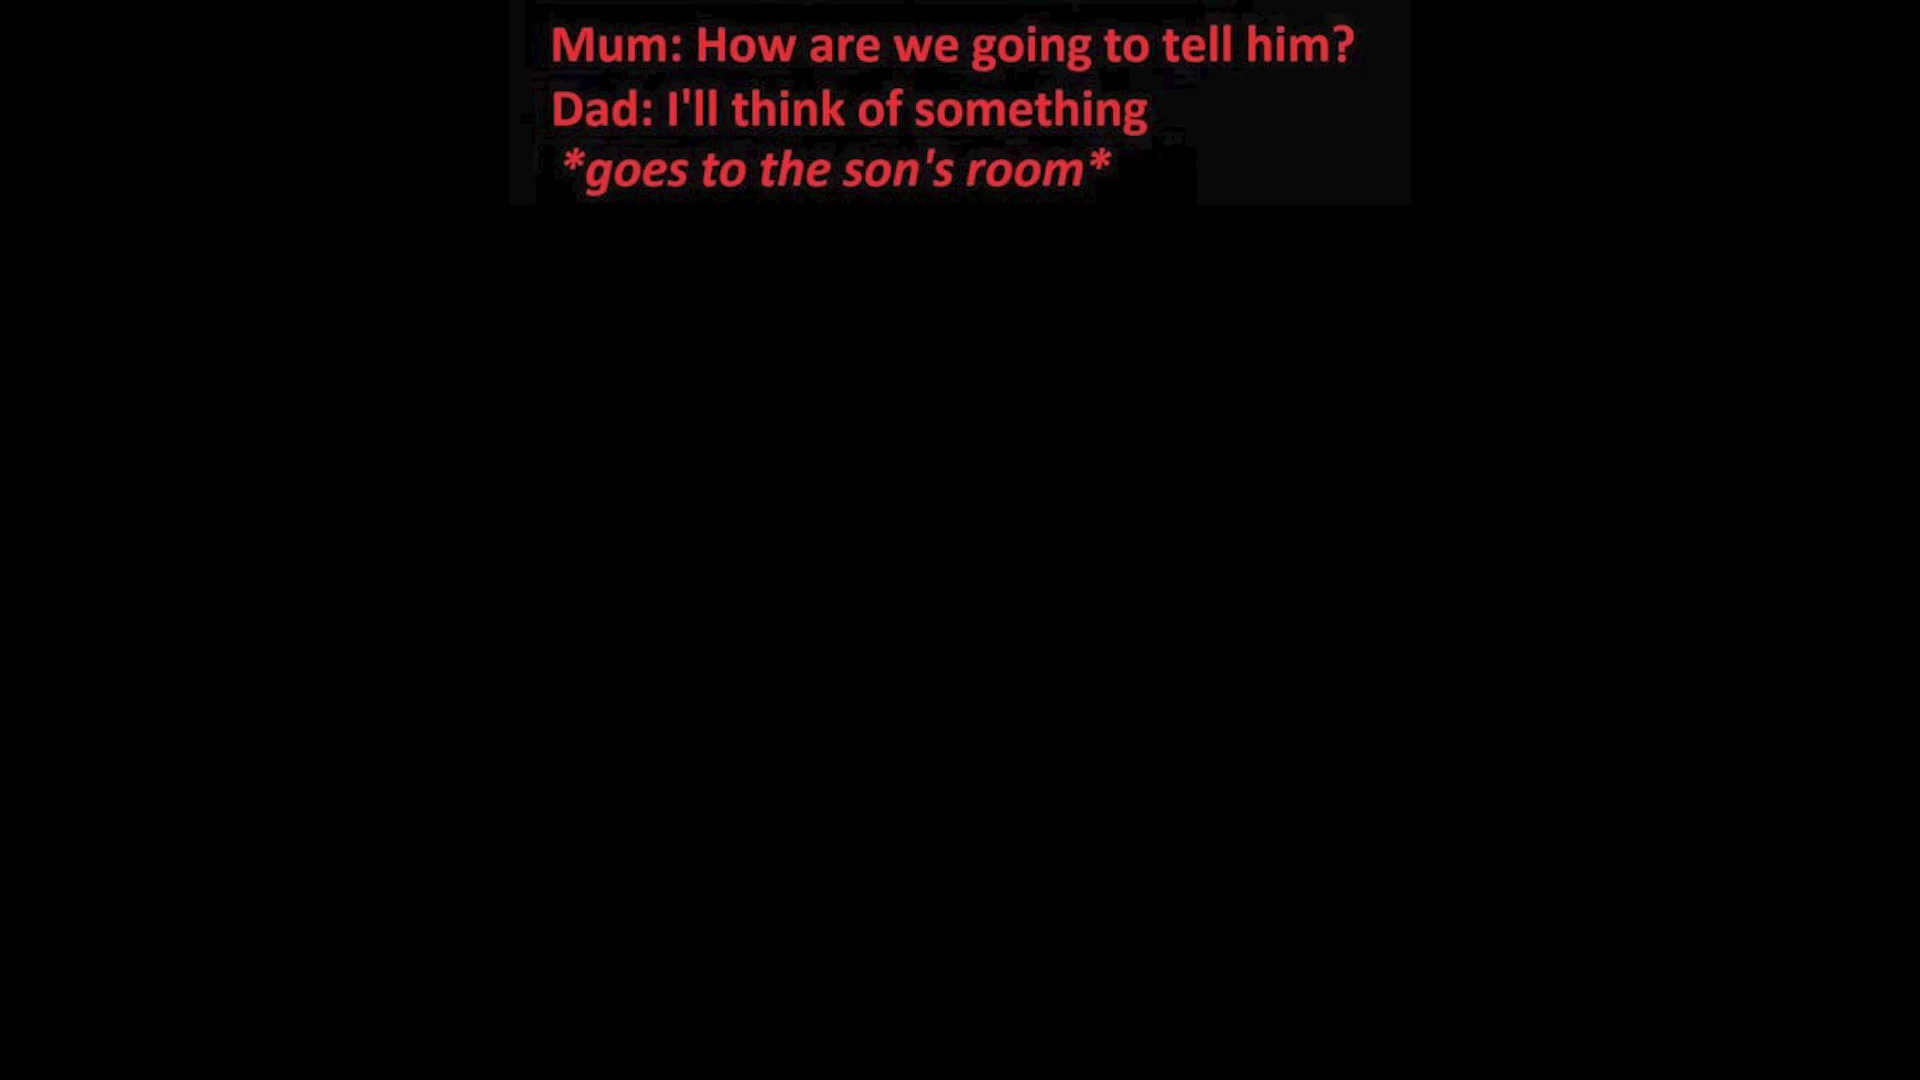 Mum: How are we going to tell him?
Dad: I'll think of something
*goes to the son's room*